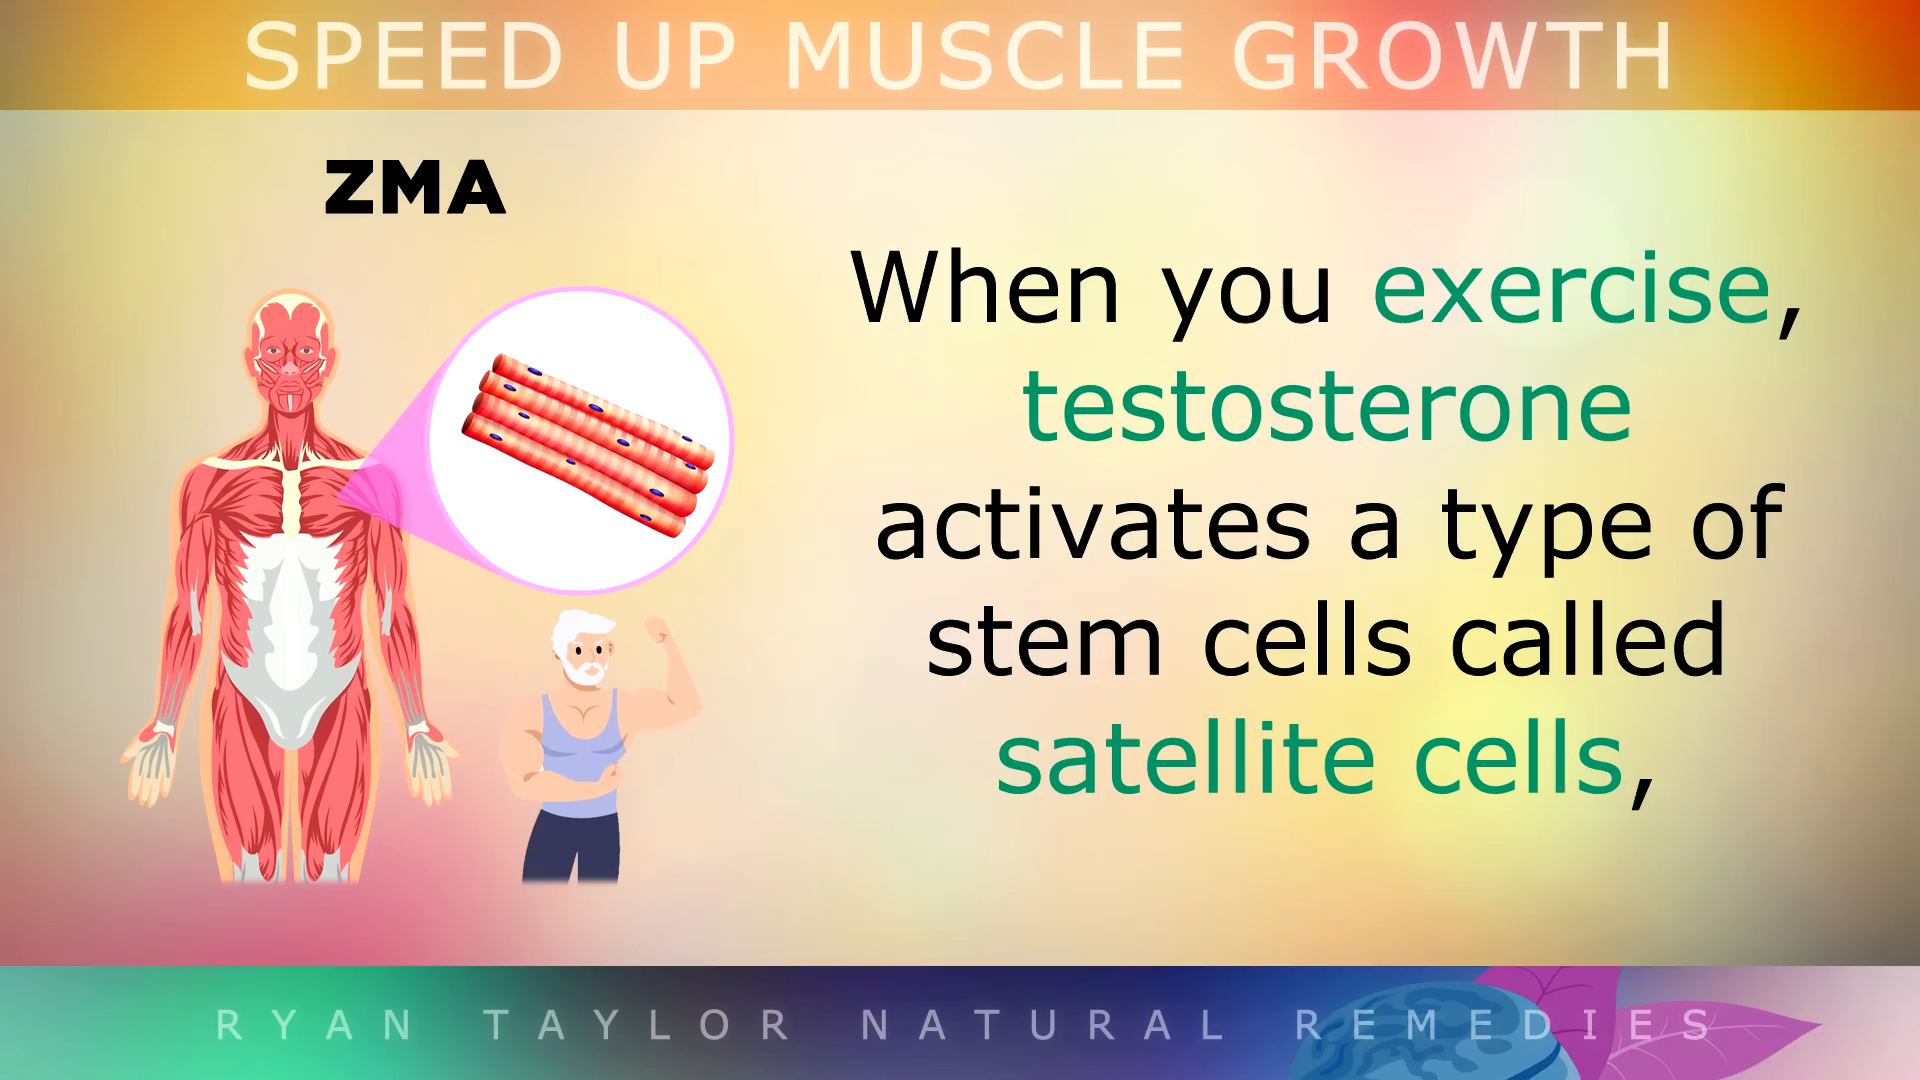 SPEED UP MUSCLE GROWTH
ZMA
When you exercise,
testosterone
activates a type of
stem cells called
satellite cells,
RYAN TAYLOR NATURAL REMEDIES